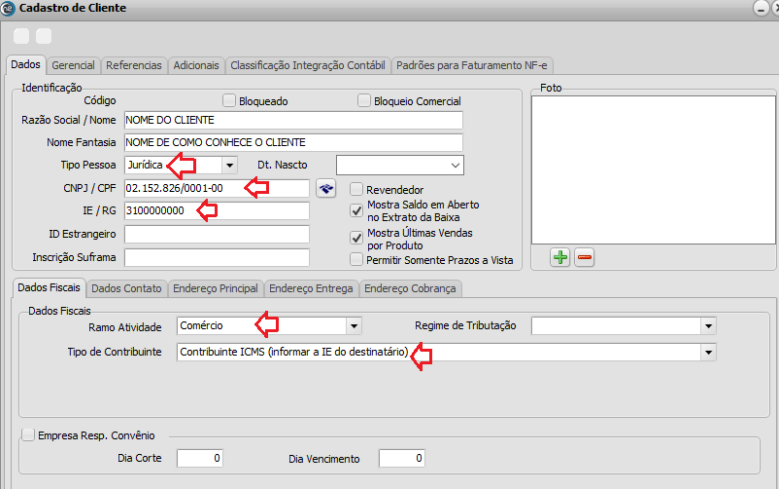 Cadastro de Cliente
Dados Gerencial Referencias Adicionais Classificação Integração Contábil Padrões para Faturamento NF-e
Identificação
Foto
Código Bloqueado Bloqueio Comercial
Razão Social / Nome NOME DO CLIENTE
Nome Fantasia NOME DE COMO CONHECE O CLIENTE
Tipo Pessoa Jurídica Dt. Nascto
CNPJ / CPF 02.152.826/0001-00 Revendedor
IE / RG 3100000000 Mostra Saldo em Aberto
no Extrato da Baixa
ID Estrangeiro Mostra Últimas Vendas
por Produto
Inscrição Suframa Permitir Somente Prazos a Vista
Dados Fiscais Dados Contato Endereço Principal Endereço Entrega Endereço Cobrança
Dados Fiscais
Ramo Atividade Comércio Regime de Tributação
Tipo de Contribuinte Contribuinte ICMS (informar a IE do destinatário)
Empresa Resp. Convênio
Dia Corte 0 Dia Vencimento 0